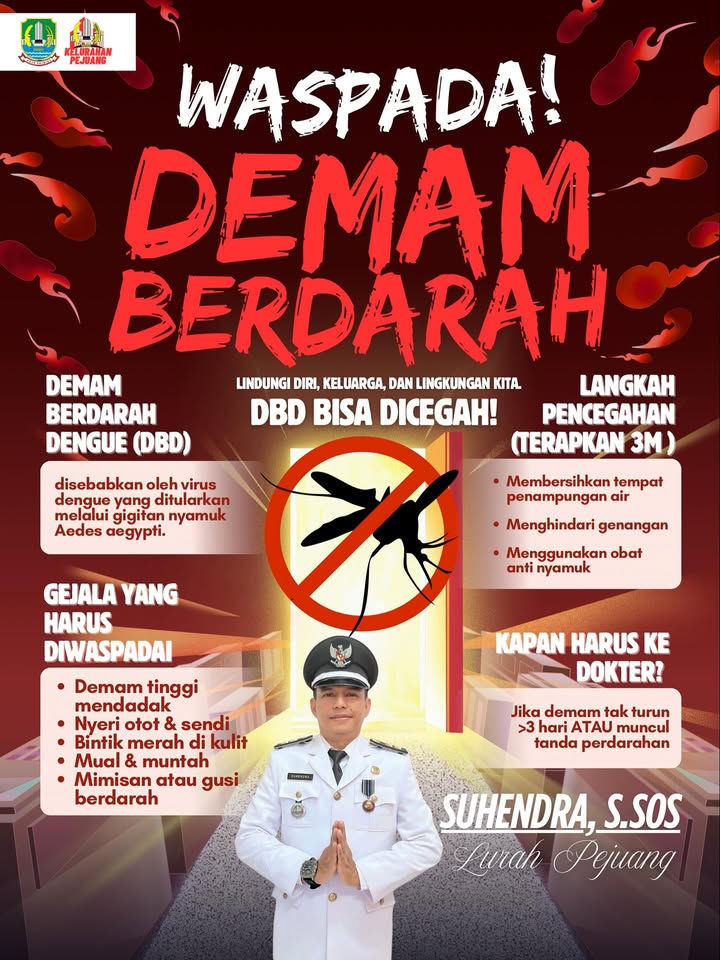 KELURAHAN
PEJUANG
WASPADA!
DEMAM
BERDARAH
LINDUNGI DIRI, KELUARGA, DAN LINGKUNGAN KITA.
DBD BISA DICEGAH!
DEMAM
BERDARAH
DENGUE (DBD)
disebabkan oleh virus
dengue yang ditularkan
melalui gigitan nyamuk
Aedes aegypti.
GEJALA YANG
HARUS
DIWASPADAI
• Demam tinggi
mendadak
• Nyeri otot & sendi
• Bintik merah di kulit
• Mual & muntah
• Mimisan atau gusi
berdarah
LANGKAH
PENCEGAHAN
(TERAPKAN 3M )
• Membersihkan tempat
penampungan air
• Menghindari genangan
• Menggunakan obat
anti nyamuk
KAPAN HARUS KE
DOKTER?
Jika demam tak turun
>3 hari ATAU muncul
tanda perdarahan
SUHENDRA
SUHENDRA, S.SOS
Lurah Pejuang